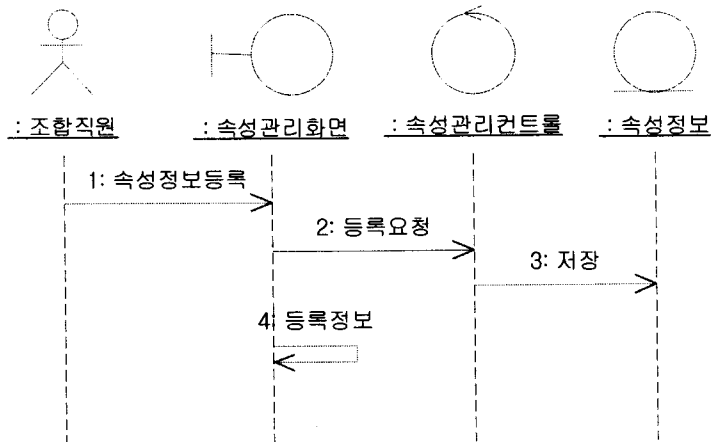 : 조합직원
: 속성관리화면
: 속성관리컨트롤
: 속성정보
1: 속성정보등록
2: 등록요청
3: 저장
4: 등록정보